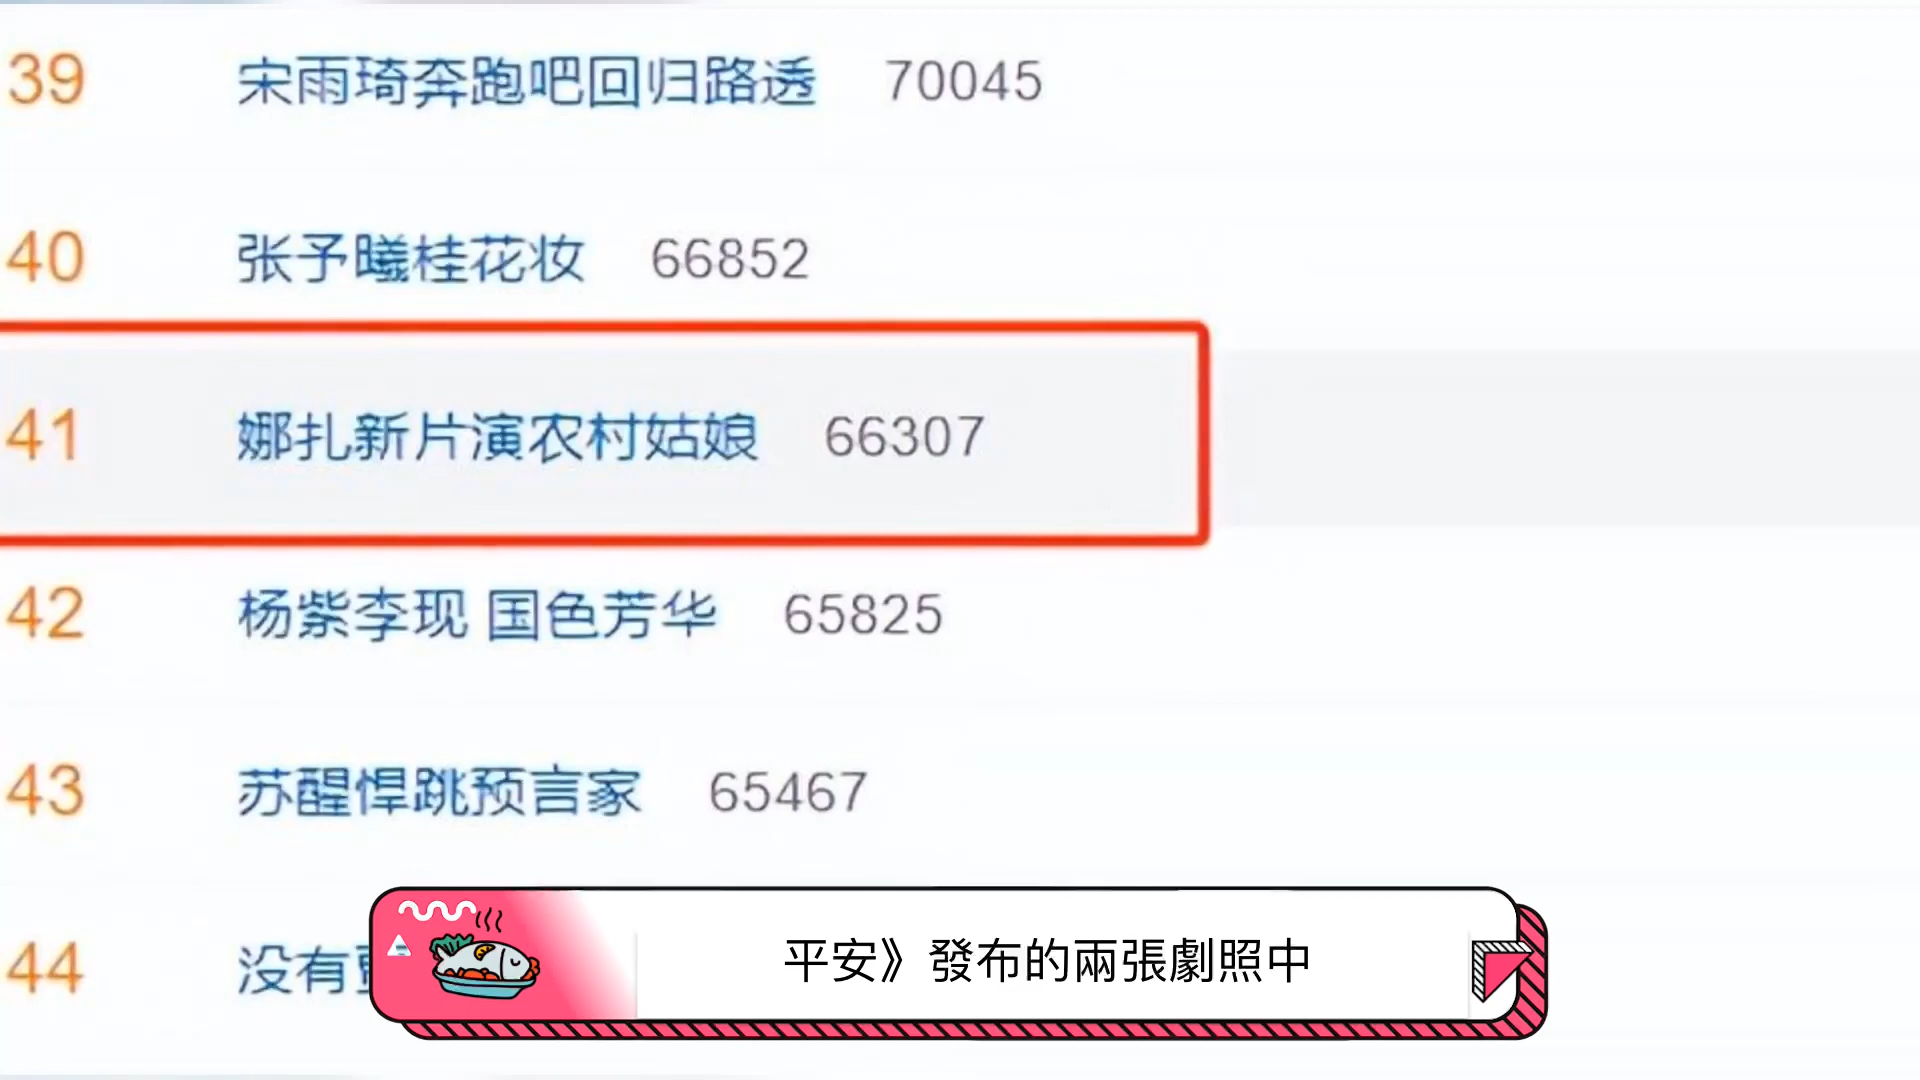 39 宋雨琦奔跑吧回归路透 70045
40 张予曦桂花妆 66852
41 娜扎新片演农村姑娘 66307
42 杨紫李现 国色芳华 65825
43 苏醒悍跳预言家 65467
44 没有
平安》發布的兩張劇照中